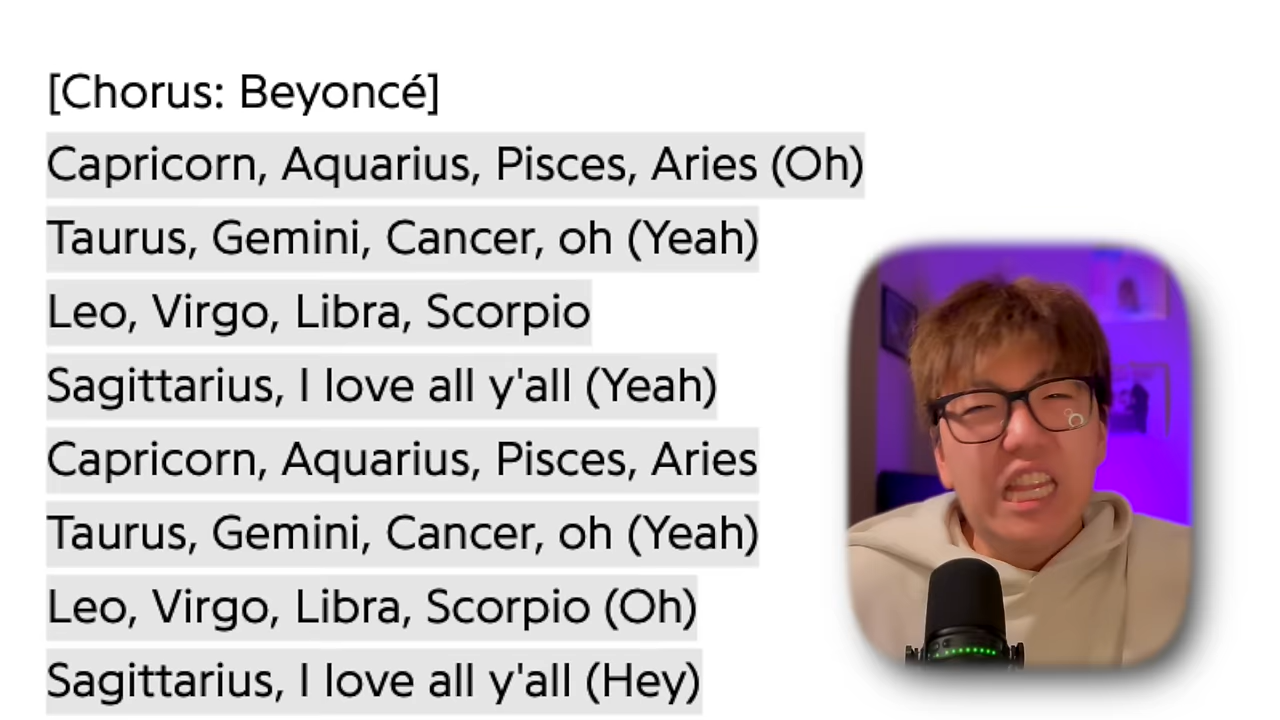 [Chorus: Beyoncé]
Capricorn, Aquarius, Pisces, Aries (Oh)
Taurus, Gemini, Cancer, oh (Yeah)
Leo, Virgo, Libra, Scorpio
Sagittarius, I love all y'all (Yeah)
Capricorn, Aquarius, Pisces, Aries
Taurus, Gemini, Cancer, oh (Yeah)
Leo, Virgo, Libra, Scorpio (Oh)
Sagittarius, I love all y'all (Hey)